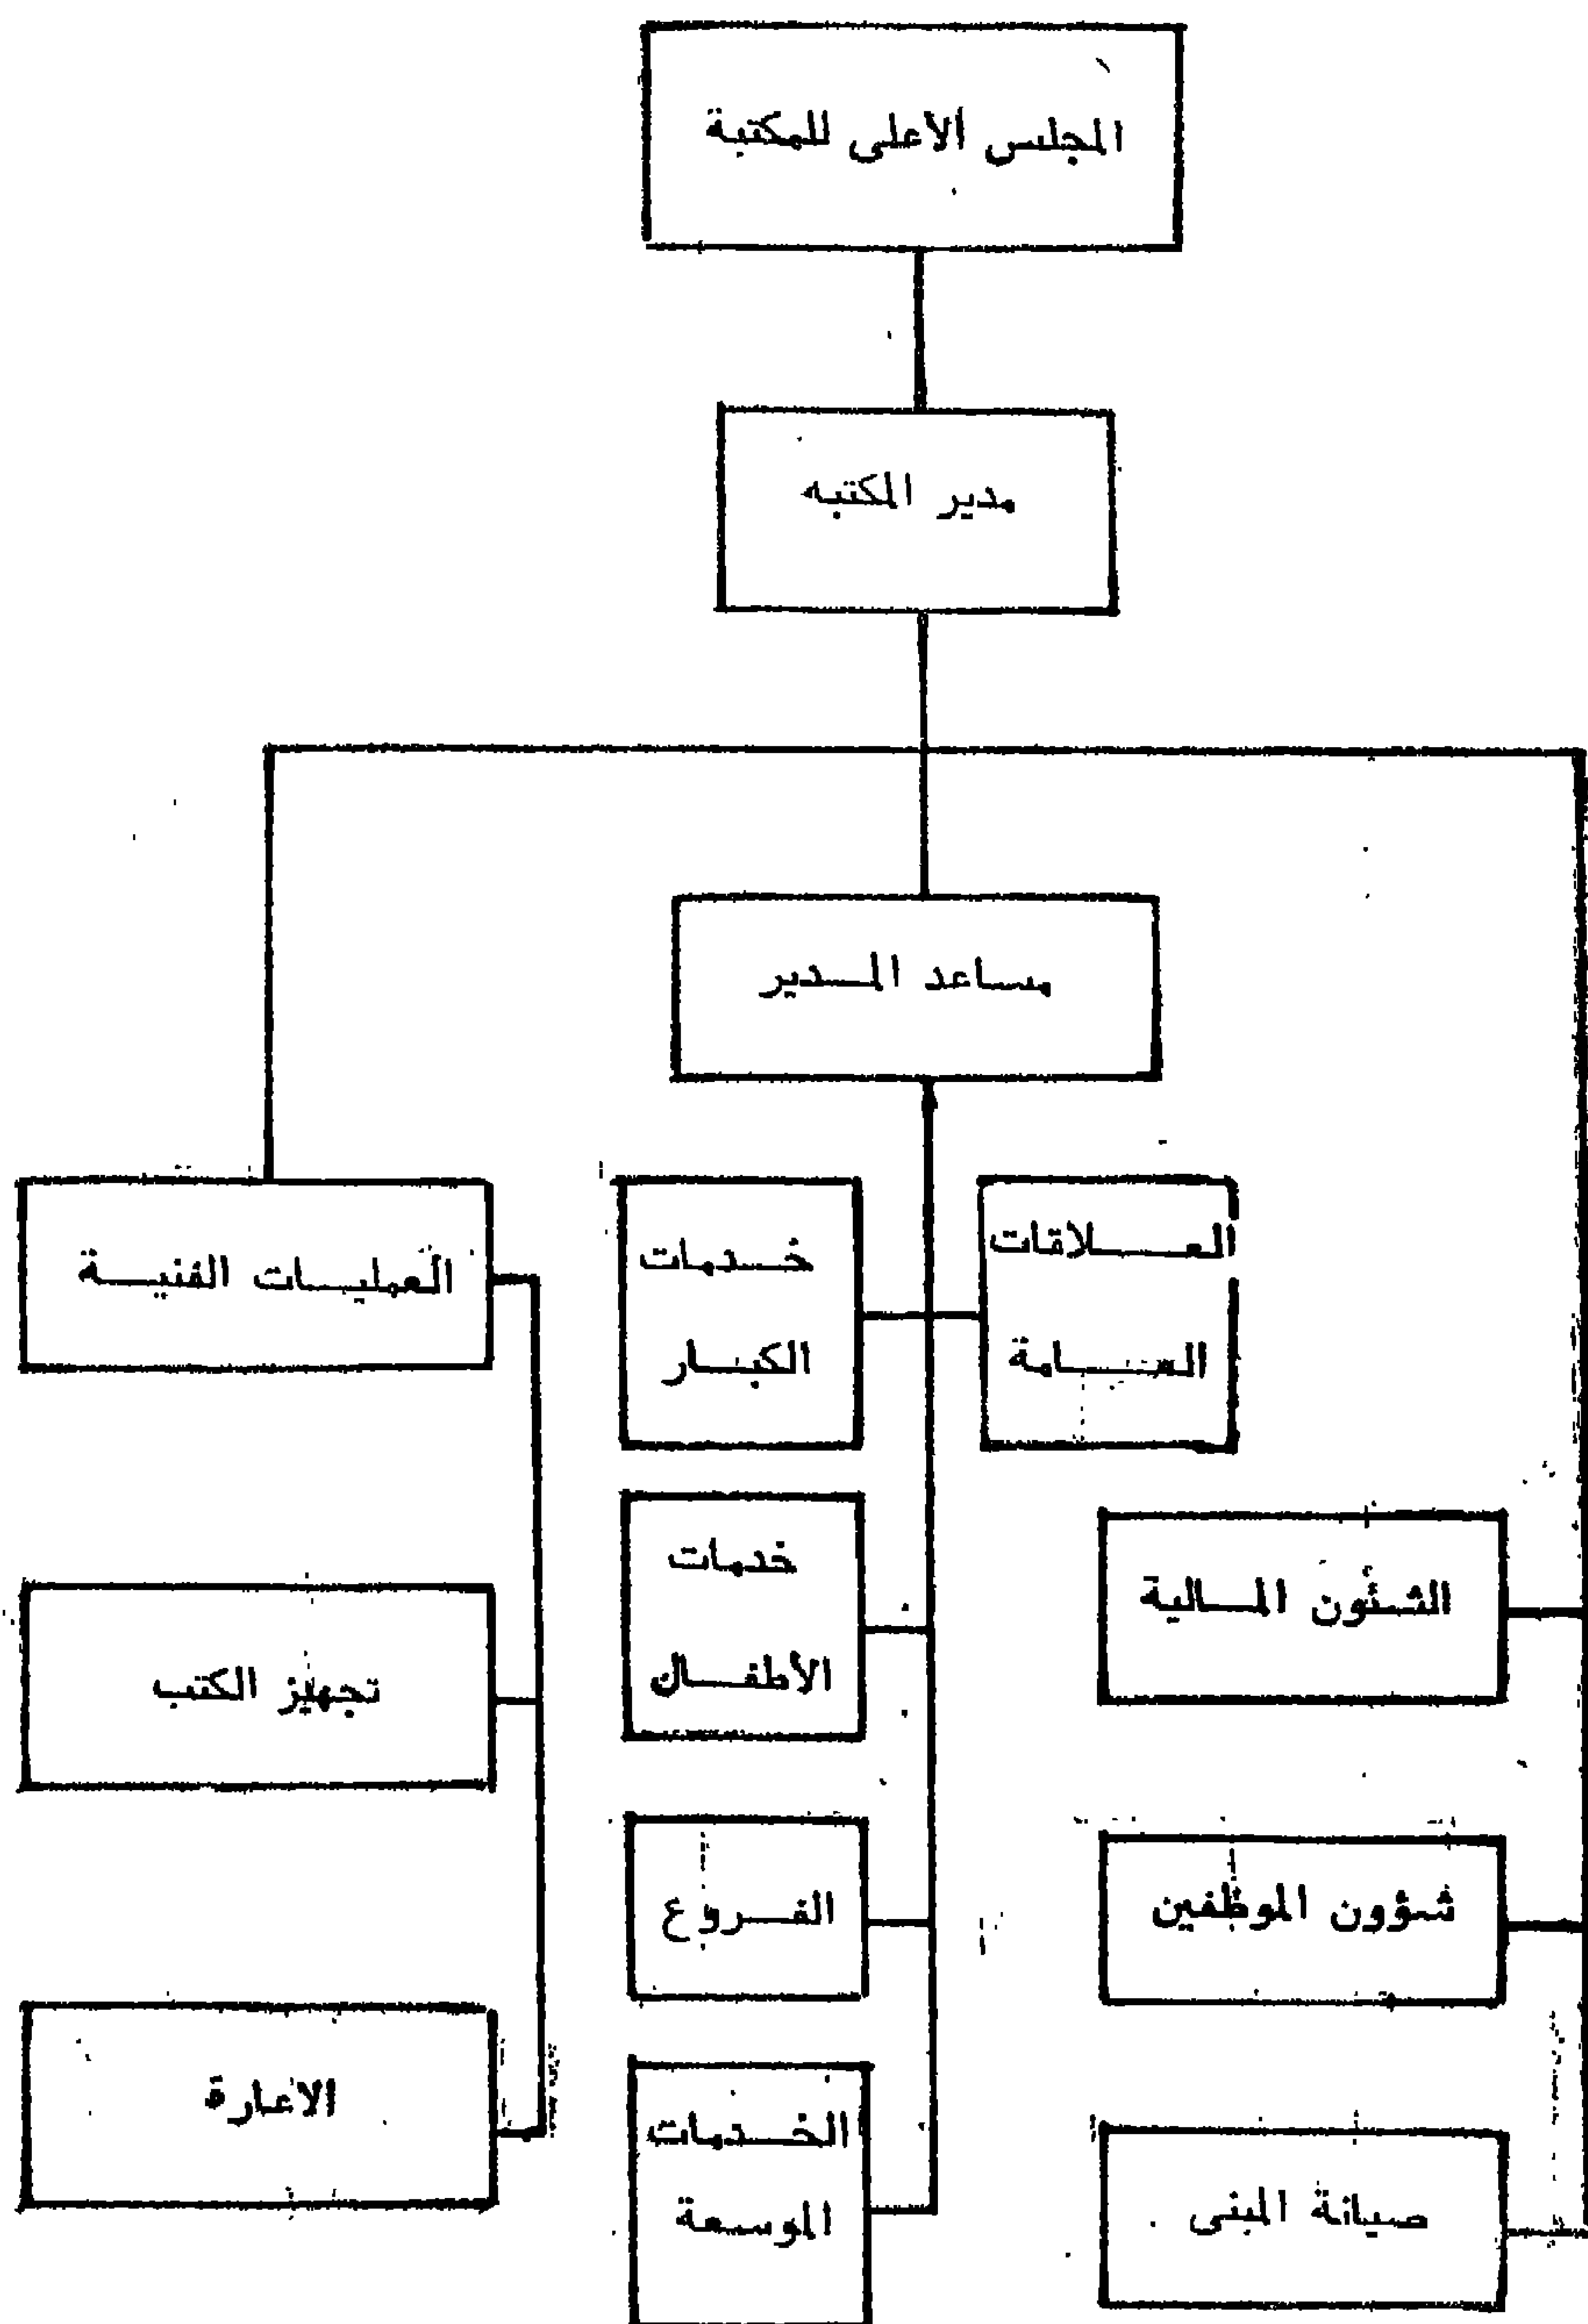 المجلس الاعلى للمكتبة
مدير المكتبه
مساعد المدير
العلاقات
العامة
خدمات
الكبار
العمليات الفنية
خدمات
الأطفال
الشئون المالية
تجهيز الكتب
الفروع
شؤون الموظفين
الاعارة
الخدمات
الموسعة
صيانة المبنى